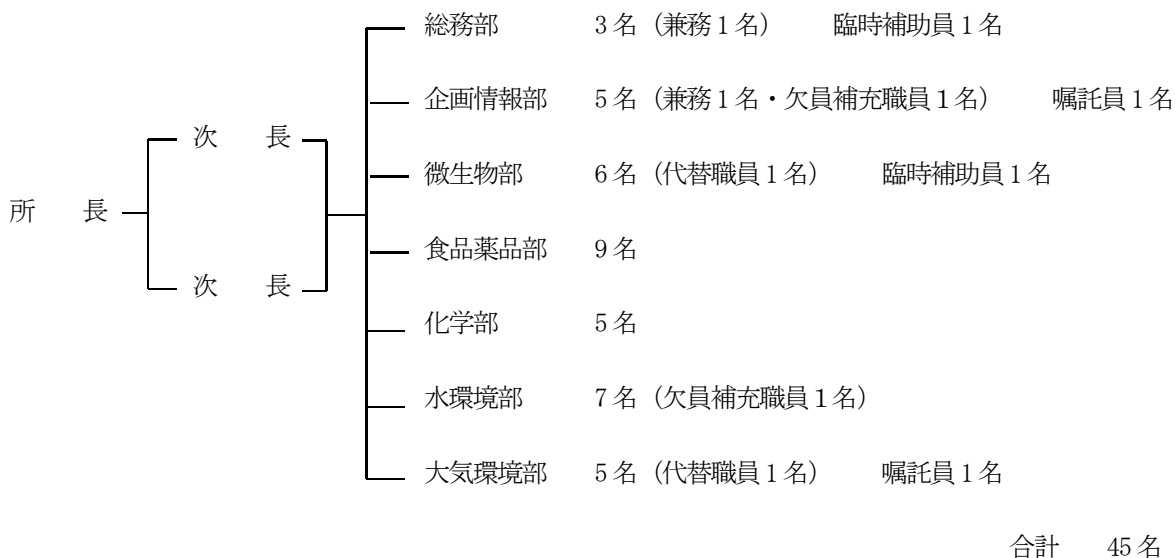 総務部 3名（兼務1名） 臨時補助員1名
企画情報部 5名（兼務1名・欠員補充職員１名） 嘱託員1名
次 長
微生物部 6名（代替職員1名） 臨時補助員1名
所 長
食品薬品部 9名
次 長
化学部 5名
水環境部 7名（欠員補充職員１名）
大気環境部 5名（代替職員1名） 嘱託員1名
合計 45名